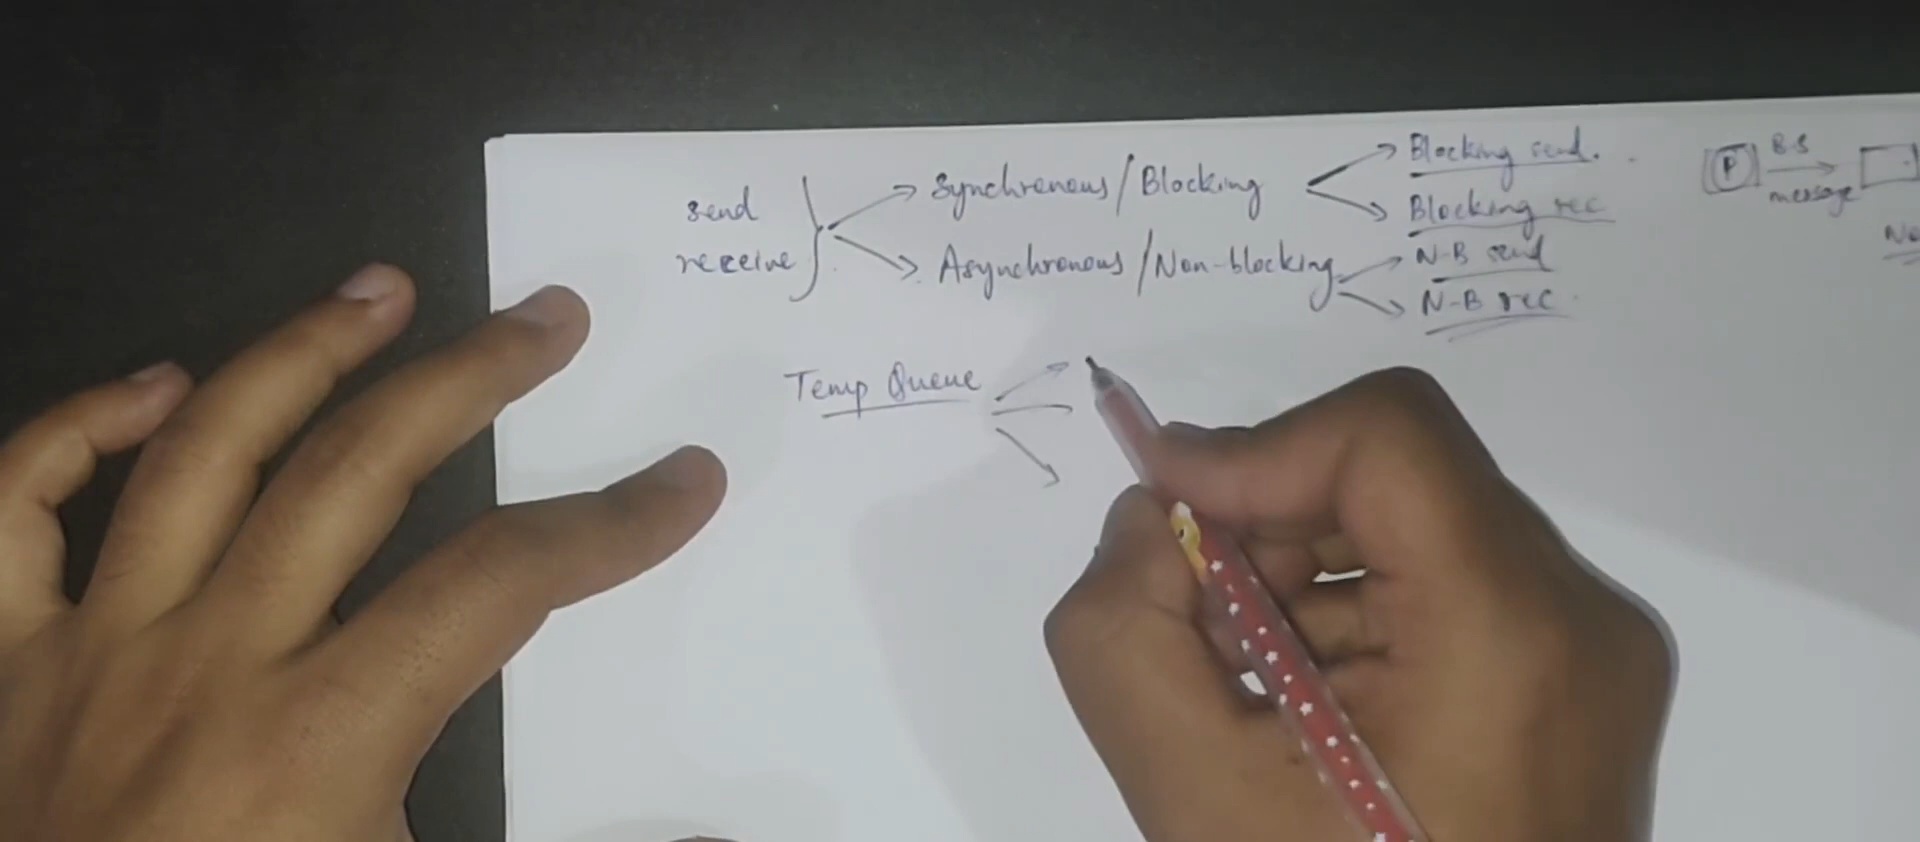 send
receive
Synchronous/Blocking
Asynchronous/Non-blocking
Blocking send.
Blocking rec
N-B send
N-B rec.
P
B.S
message
Temp Queue